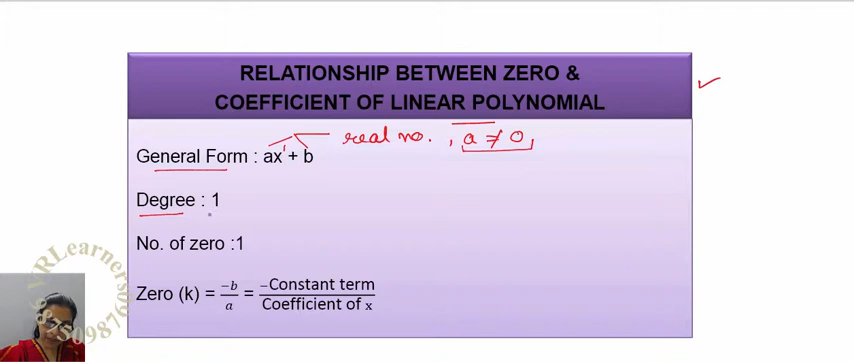 RELATIONSHIP BETWEEN ZERO &
COEFFICIENT OF LINEAR POLYNOMIAL
real no. , a ≠ 0,
General Form : ax¹ + b
Degree : 1
No. of zero :1
Zero (k) = −b/a = −Constant term/Coefficient of x